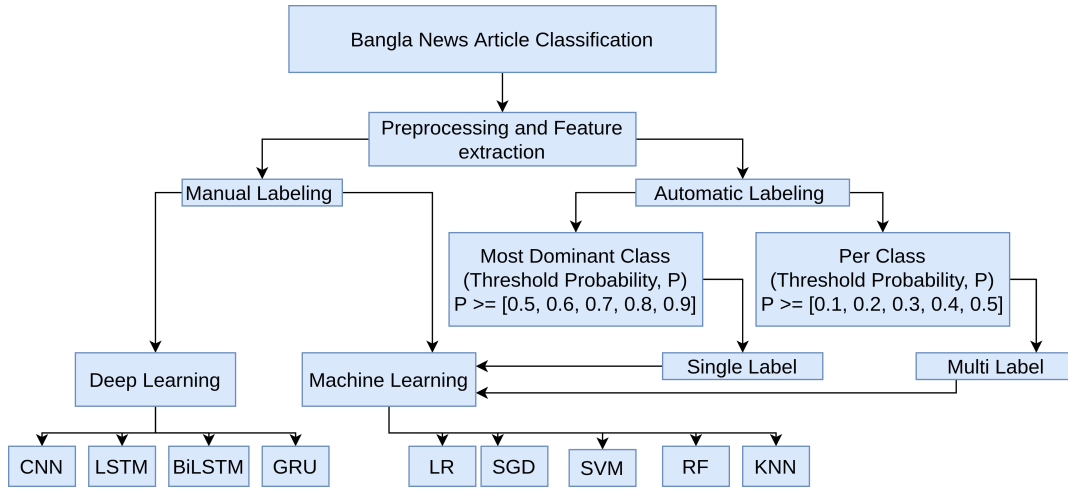 Bangla News Article Classification
Preprocessing and Feature
extraction
Manual Labeling
Automatic Labeling
Most Dominant Class
(Threshold Probability, P)
P >= [0.5, 0.6, 0.7, 0.8, 0.9]
Per Class
(Threshold Probability, P)
P >= [0.1, 0.2, 0.3, 0.4, 0.5]
Deep Learning
Machine Learning
Single Label
Multi Label
CNN
LSTM
BiLSTM
GRU
LR
SGD
SVM
RF
KNN